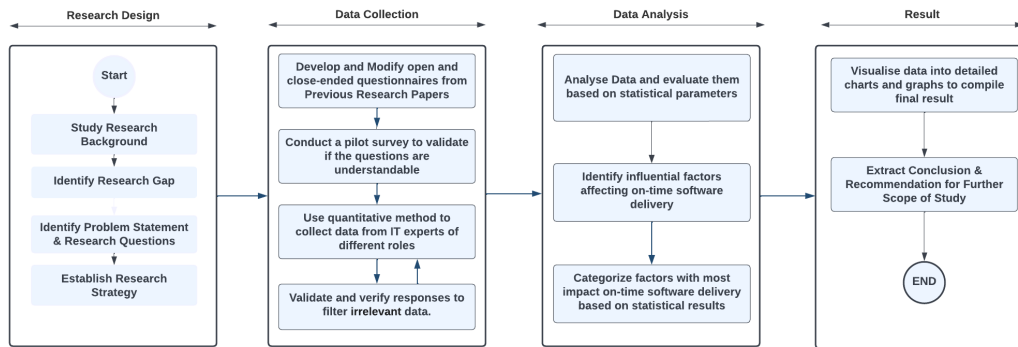 Research Design
Data Collection
Data Analysis
Result
Start
Study Research
Background
Identify Research Gap
Identify Problem Statement
& Research Questions
Establish Research
Strategy
Develop and Modify open and
close-ended questionnaires from
Previous Research Papers
Conduct a pilot survey to validate
if the questions are
understandable
Use quantitative method to
collect data from IT experts of
different roles
Validate and verify responses to
filter irrelevant data.
Analyse Data and evaluate them
based on statistical parameters
Identify influential factors
affecting on-time software
delivery
Categorize factors with most
impact on-time software delivery
based on statistical results
Visualise data into detailed
charts and graphs to compile
final result
Extract Conclusion &
Recommendation for Further
Scope of Study
END